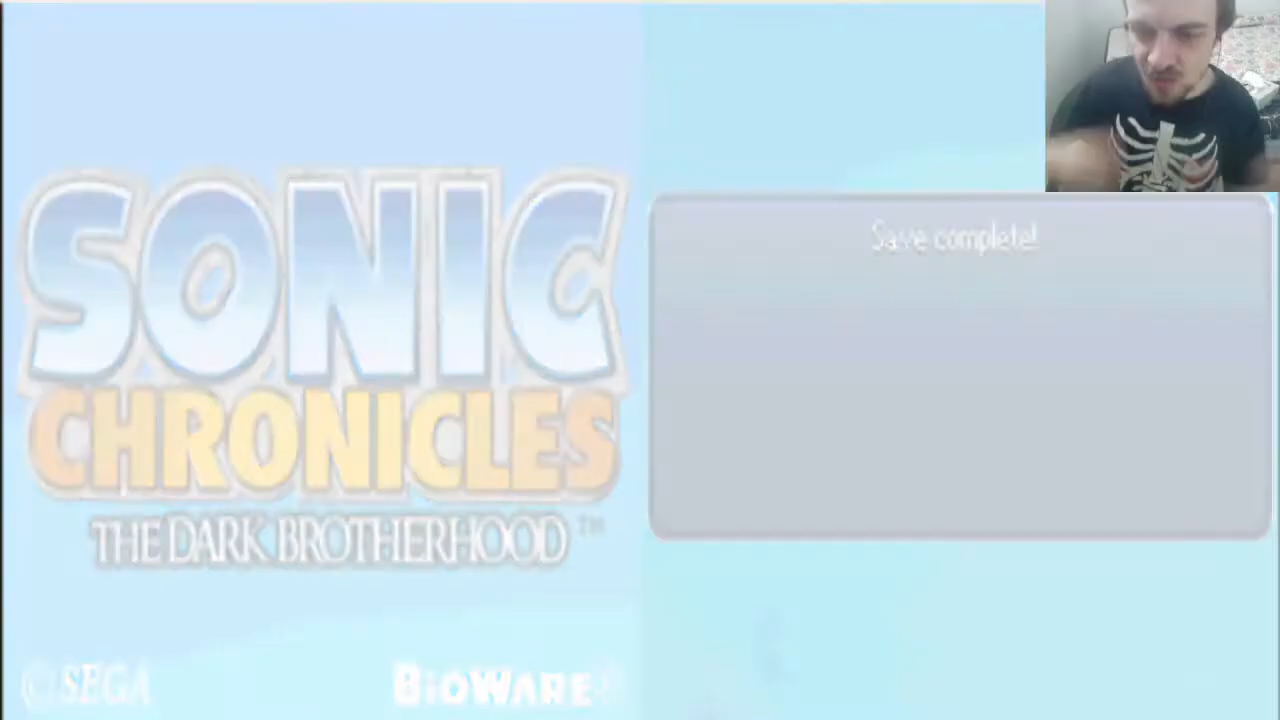 SONIC
CHRONICLES
THE DARK BROTHERHOOD™
© SEGA
BIOWARE®
Save complete!